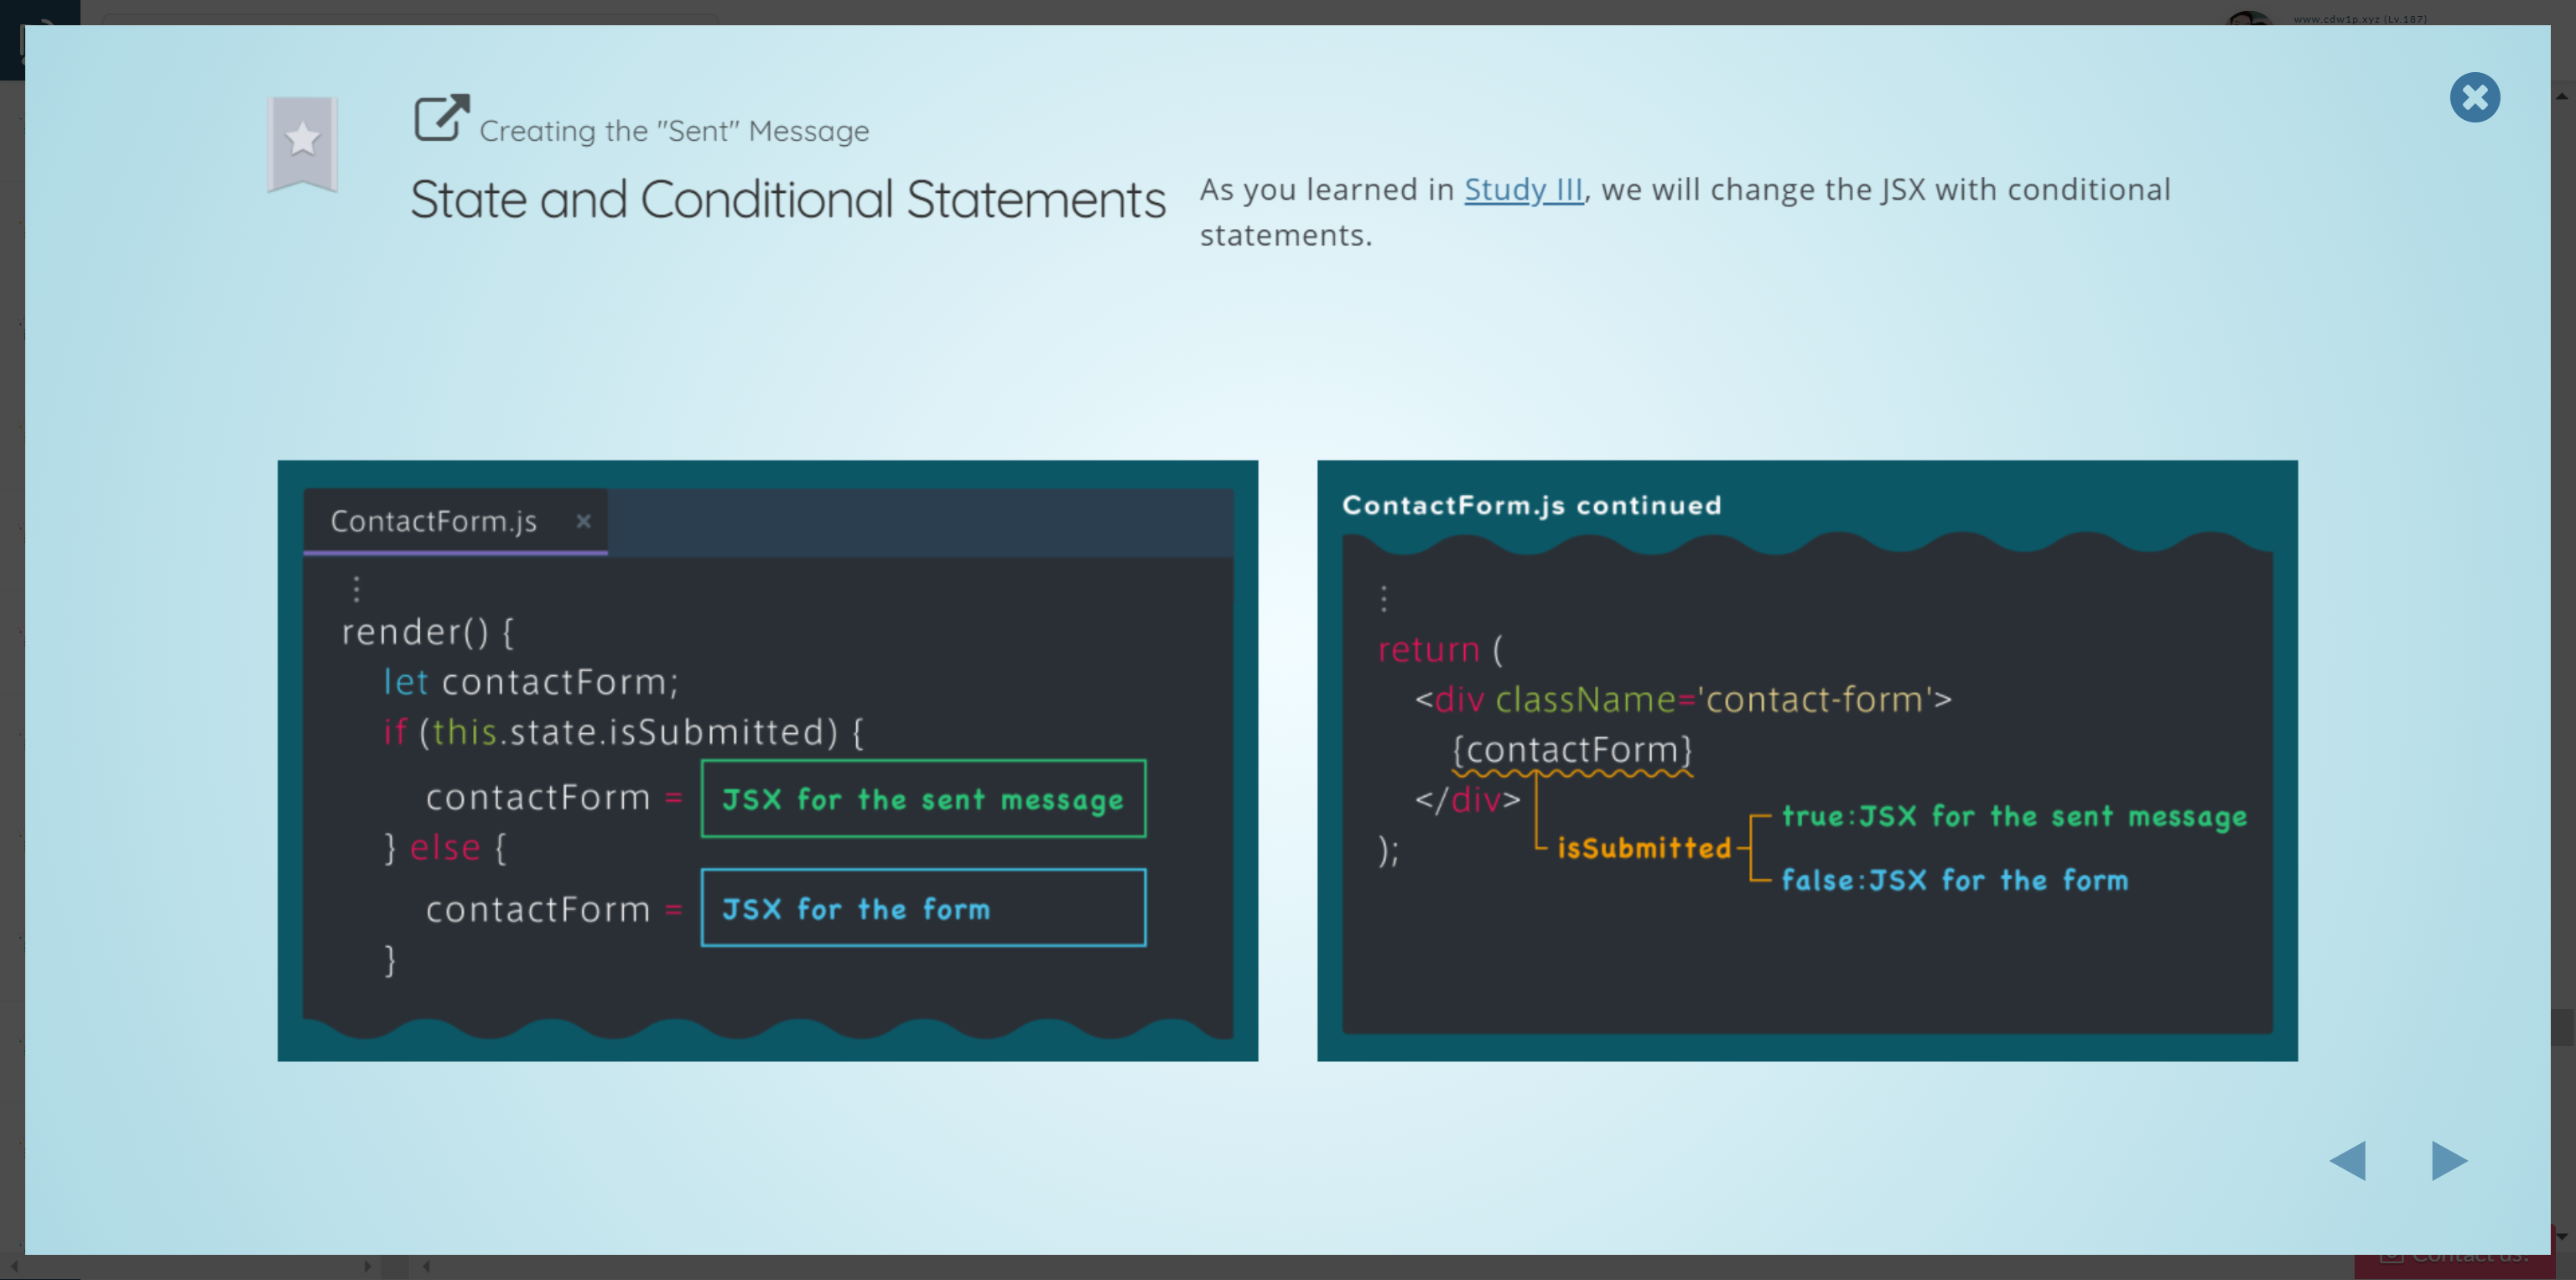 www.cdw1p.xyz (Lv.187)
Creating the "Sent" Message
State and Conditional Statements
As you learned in Study III, we will change the JSX with conditional
statements.
ContactForm.js ×
⋮
render() {
let contactForm;
if (this.state.isSubmitted) {
contactForm = JSX for the sent message
} else {
contactForm = JSX for the form
}
ContactForm.js continued
⋮
return (
<div className='contact-form'>
{contactForm}
</div>
);
isSubmitted
true:JSX for the sent message
false:JSX for the form
Contact us!